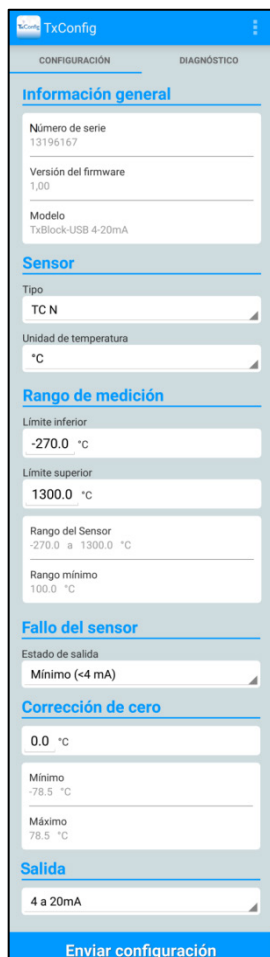 TxConfig TxConfig
CONFIGURACIÓN DIAGNÓSTICO
Información general
Número de serie
13196167
Versión del firmware
1,00
Modelo
TxBlock-USB 4-20mA
Sensor
Tipo
TC N
Unidad de temperatura
°C
Rango de medición
Límite inferior
-270.0 °C
Límite superior
1300.0 °C
Rango del Sensor
-270.0 a 1300.0 °C
Rango mínimo
100.0 °C
Fallo del sensor
Estado de salida
Mínimo (<4 mA)
Corrección de cero
0.0 °C
Mínimo
-78.5 °C
Máximo
78.5 °C
Salida
4 a 20mA
Enviar configuración